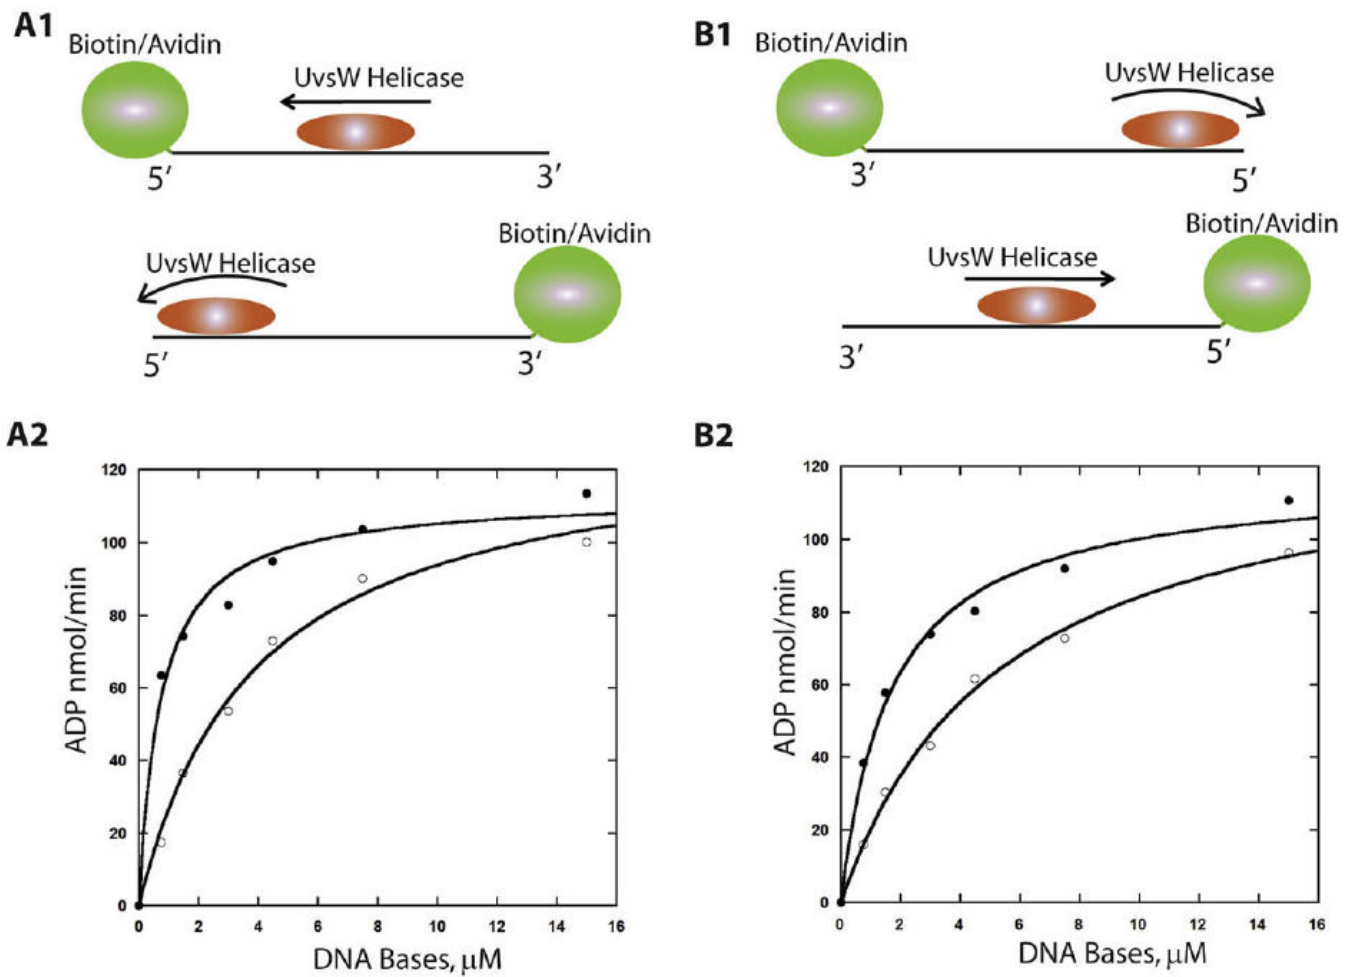 A1
Biotin/Avidin
UvsW Helicase
5′
3′
Biotin/Avidin
UvsW Helicase
5′
3′
B1
Biotin/Avidin
UvsW Helicase
3′
5′
Biotin/Avidin
UvsW Helicase
3′
5′
A2
120
100
80
60
40
20
0
ADP nmol/min
0 2 4 6 8 10 12 14 16
DNA Bases, μM
B2
120
100
80
60
40
20
0
ADP nmol/min
0 2 4 6 8 10 12 14 16
DNA Bases, μM